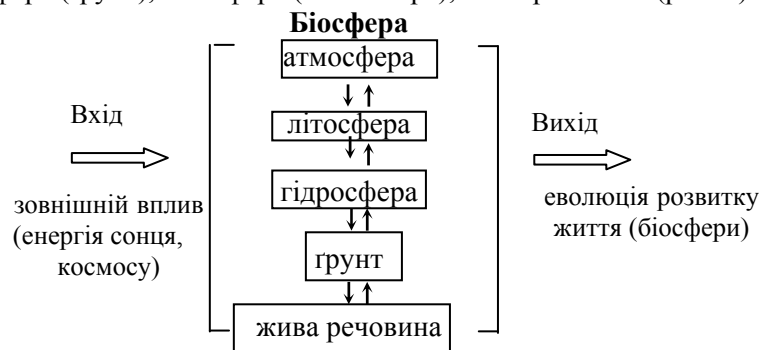 Біосфера
атмосфера
літосфера
гідросфера
ґрунт
жива речовина
Вхід
зовнішній вплив
(енергія сонця,
космосу)
Вихід
еволюція розвитку
життя (біосфери)